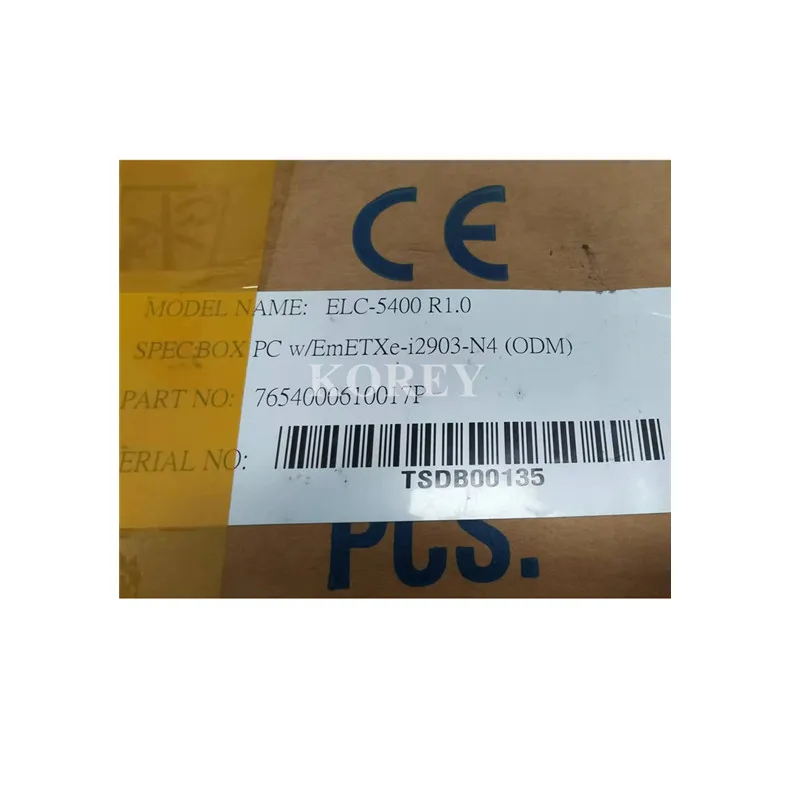 CE
MODEL NAME: ELC-5400 R1.0
SPEC:BOX PC w/EmETXe-i2903-N4 (ODM)
KOREY
PART NO: 7654000610017P
ERIAL NO:
TSDB00135
PCS.